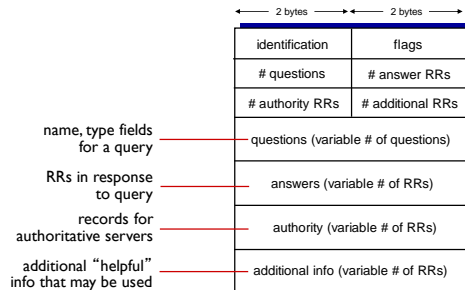 2 bytes 2 bytes
identification flags
# questions # answer RRs
# authority RRs # additional RRs
name, type fields
for a query
questions (variable # of questions)
RRs in response
to query
answers (variable # of RRs)
records for
authoritative servers
authority (variable # of RRs)
additional “helpful”
info that may be used
additional info (variable # of RRs)